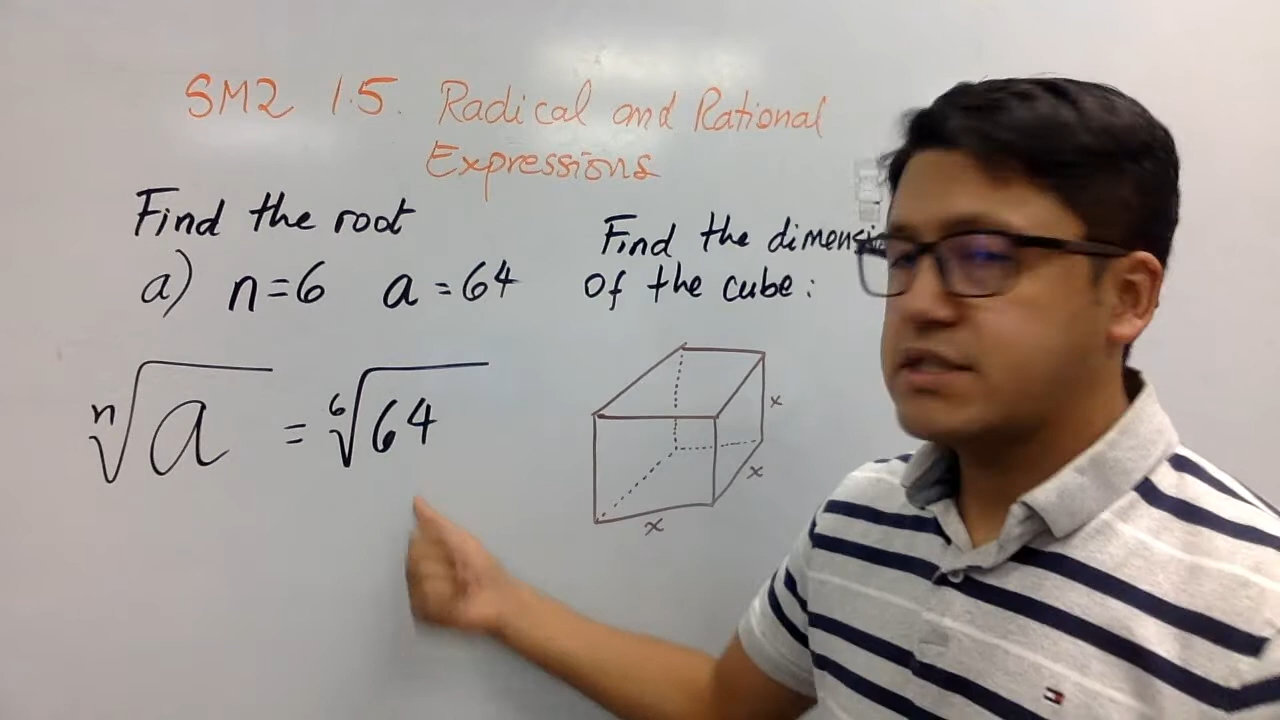 SM2 1.5. Radical and Rational
Expressions
Find the root
a) n=6 a=64
ⁿ√a = ⁶√64
Find the
of the cube:
x
x
x